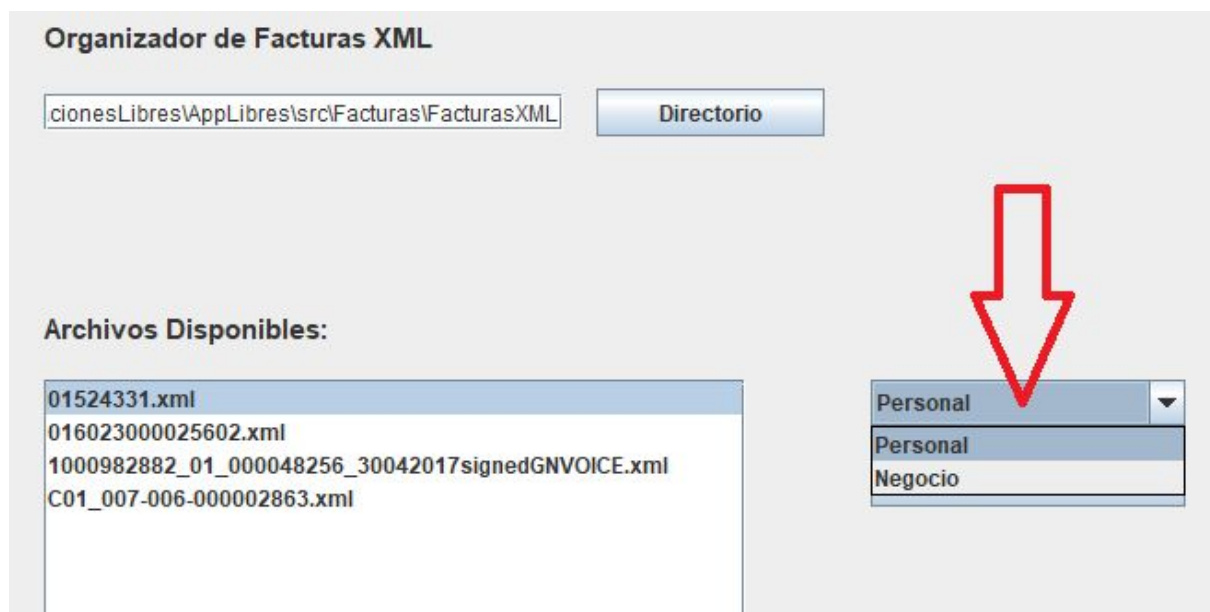 Organizador de Facturas XML
cionesLibres\AppLibres\src\Facturas\FacturasXML
Directorio
Archivos Disponibles:
01524331.xml
016023000025602.xml
1000982882_01_000048256_30042017signedGNVOICE.xml
C01_007-006-000002863.xml
Personal
Personal
Negocio